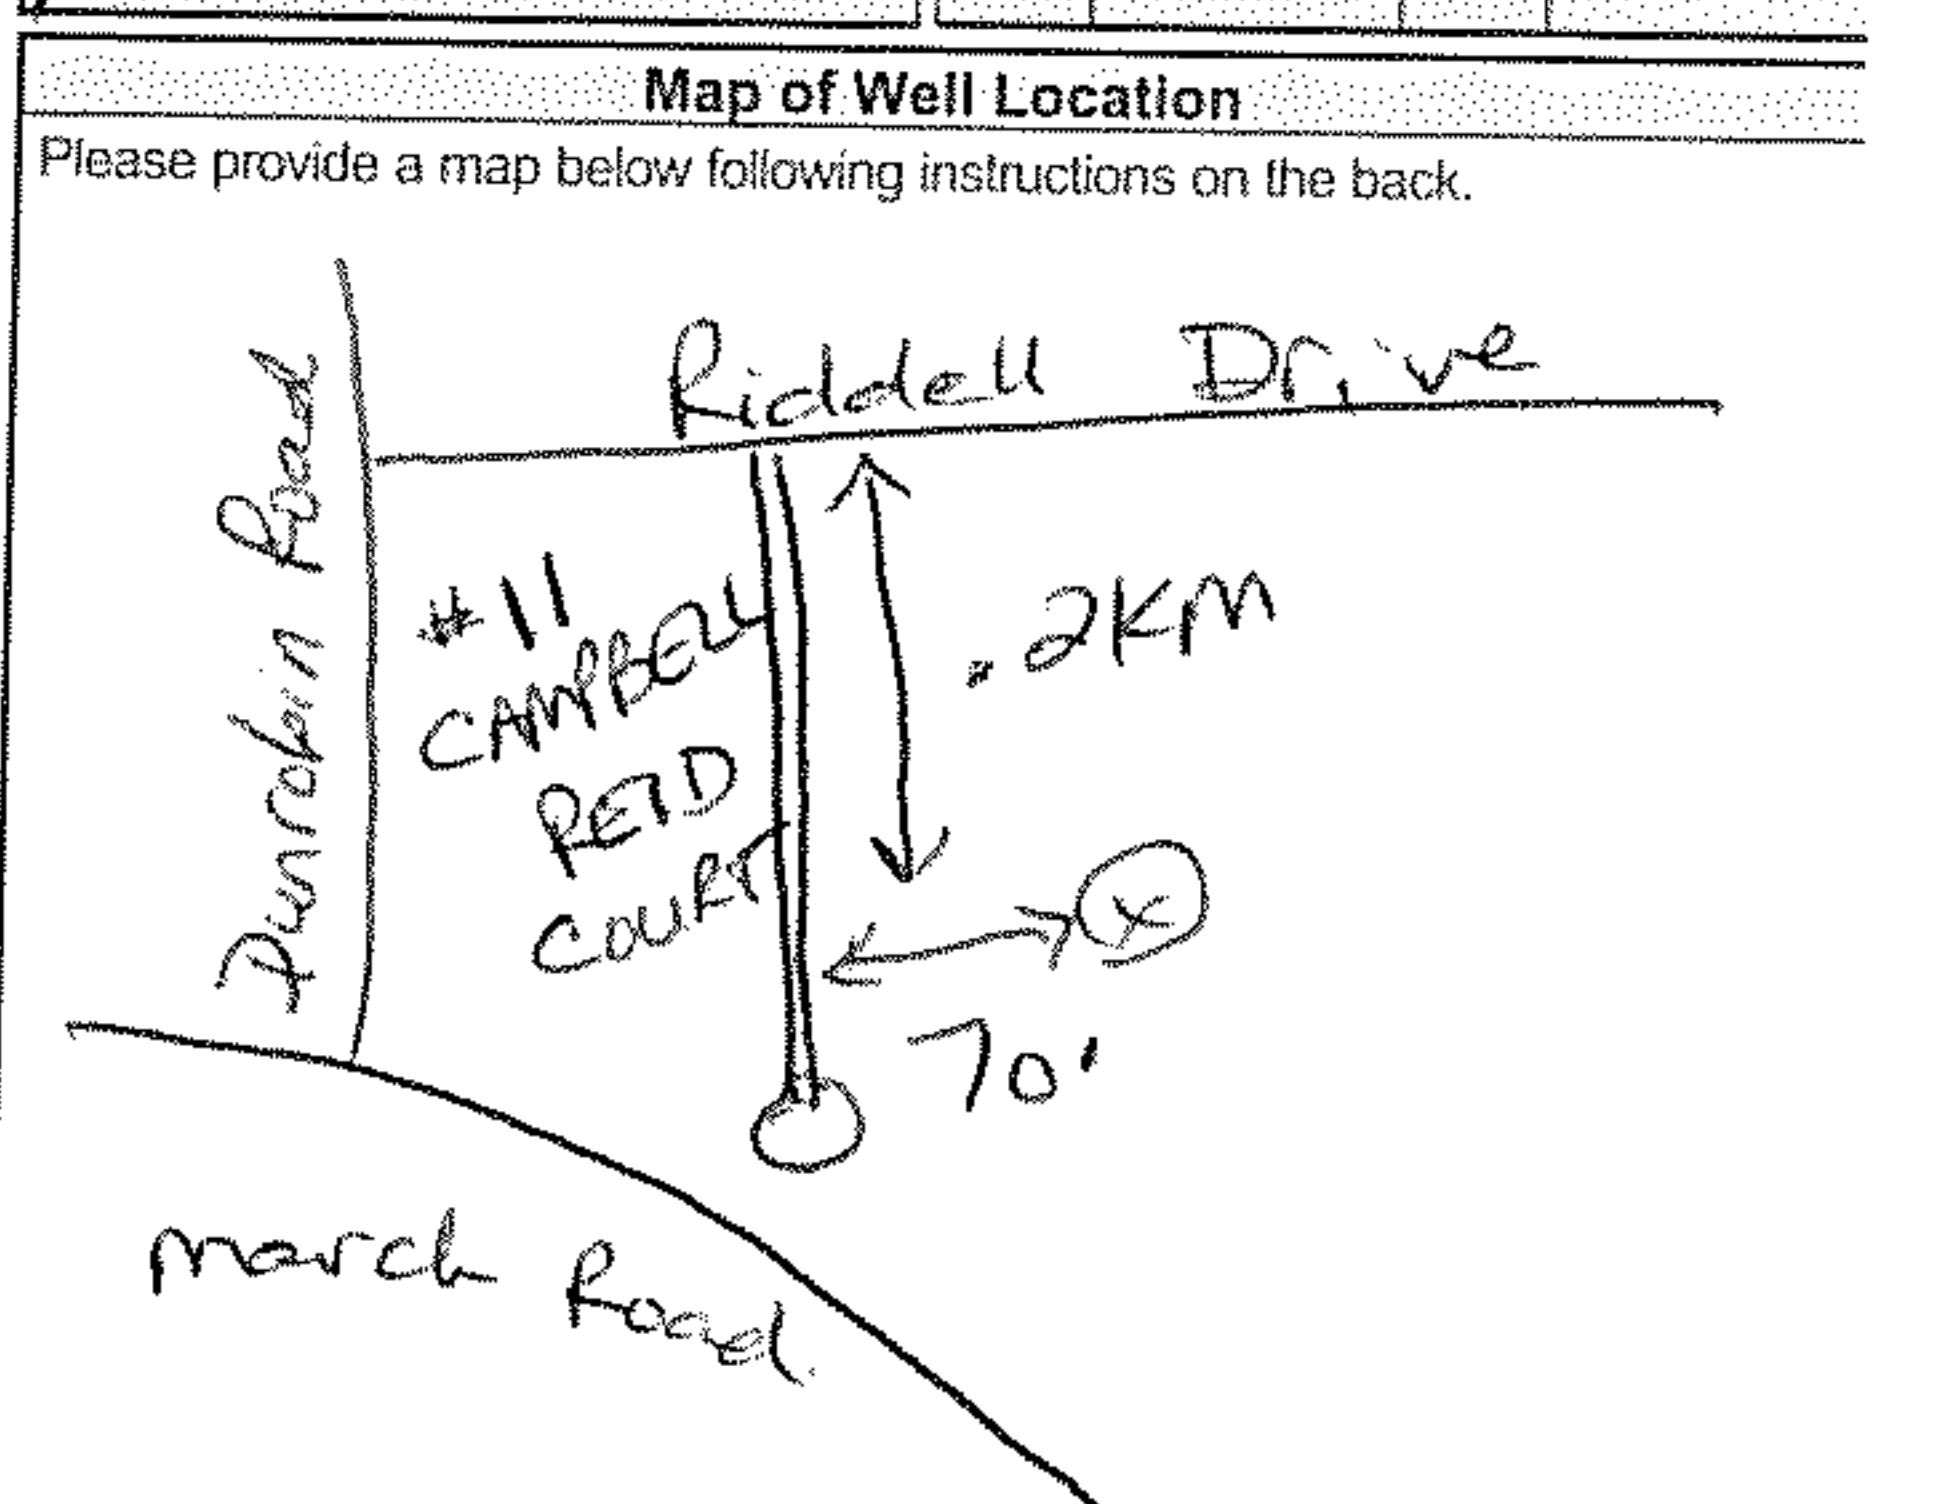 Map of Well Location
Please provide a map below following instructions on the back.
Riddell Drive
Dunrobin Road
#11
CAMPBELL
REID
COURT
.2KM
X
70'
March Road